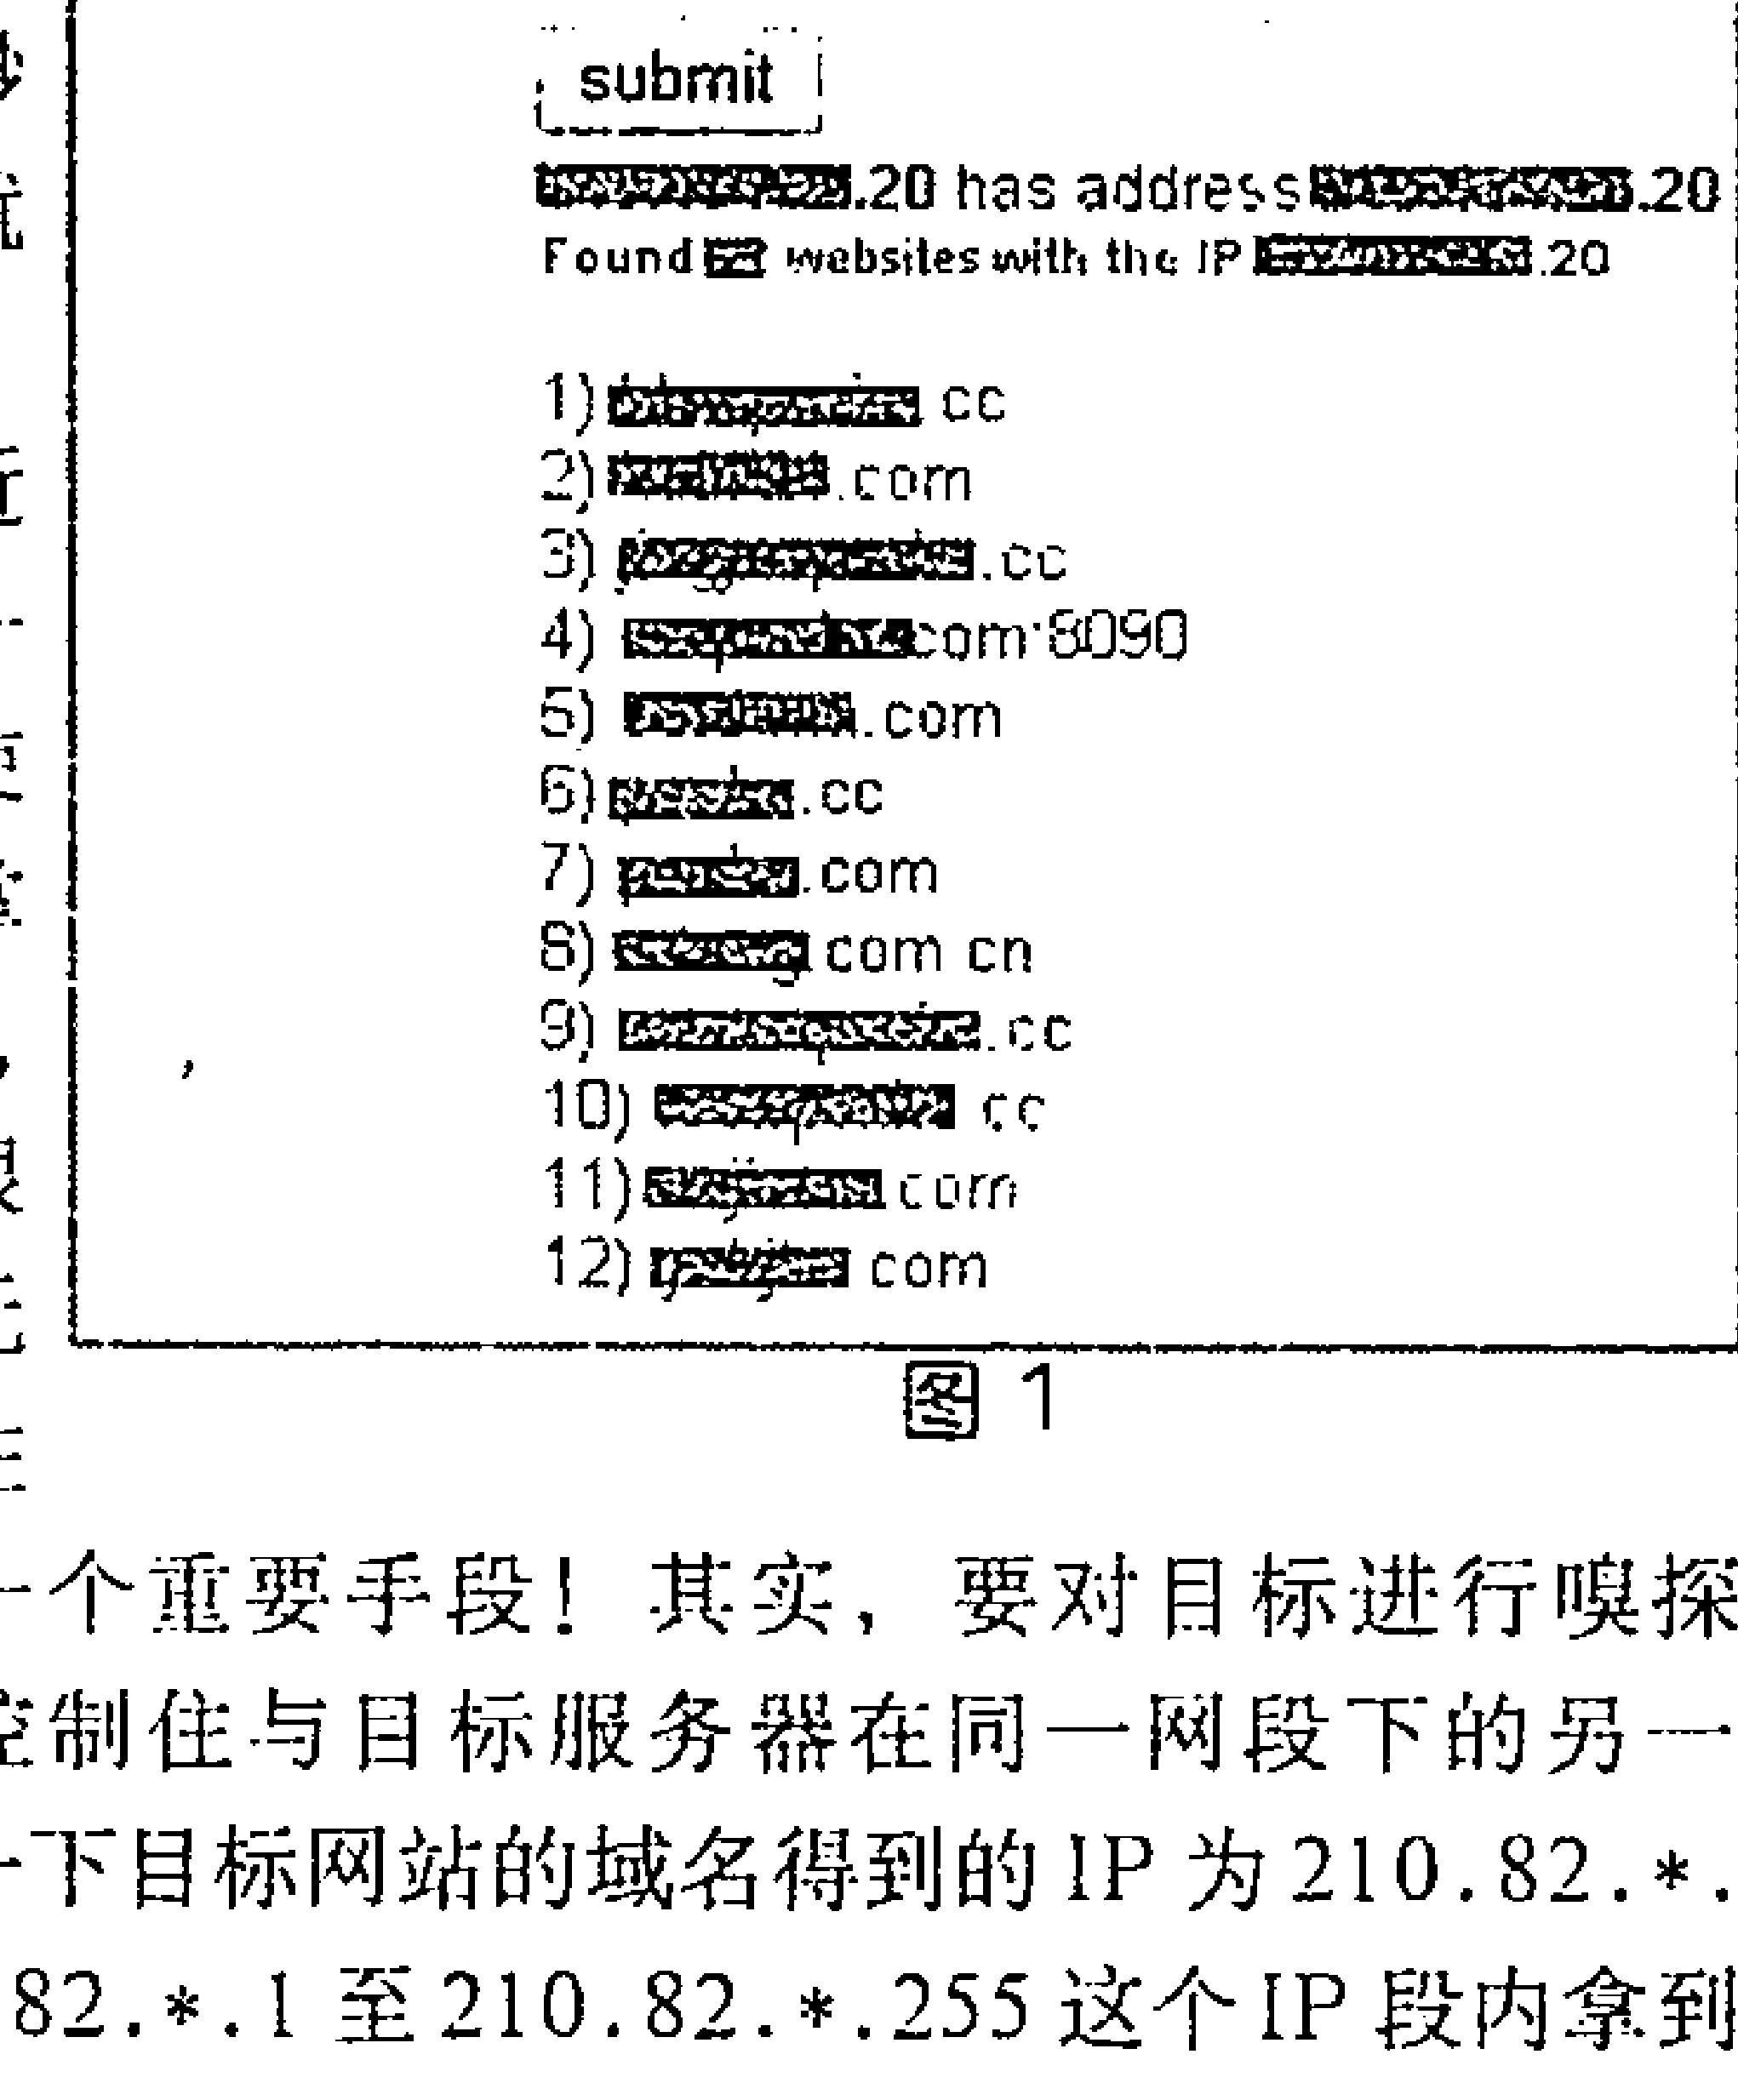 submit
.20 has address .20
Found websites with the IP .20
1) .cc
2) .com
3) .cc
4) com:8090
5) .com
6) .cc
7) .com
8) .com.cn
9) .cc
10) .cc
11) .com
12) .com
图 1
一个重要手段！其实，要对目标进行嗅探
控制住与目标服务器在同一网段下的另一
一下目标网站的域名得到的IP为210.82.*.
82.*.1至210.82.*.255这个IP段内拿到